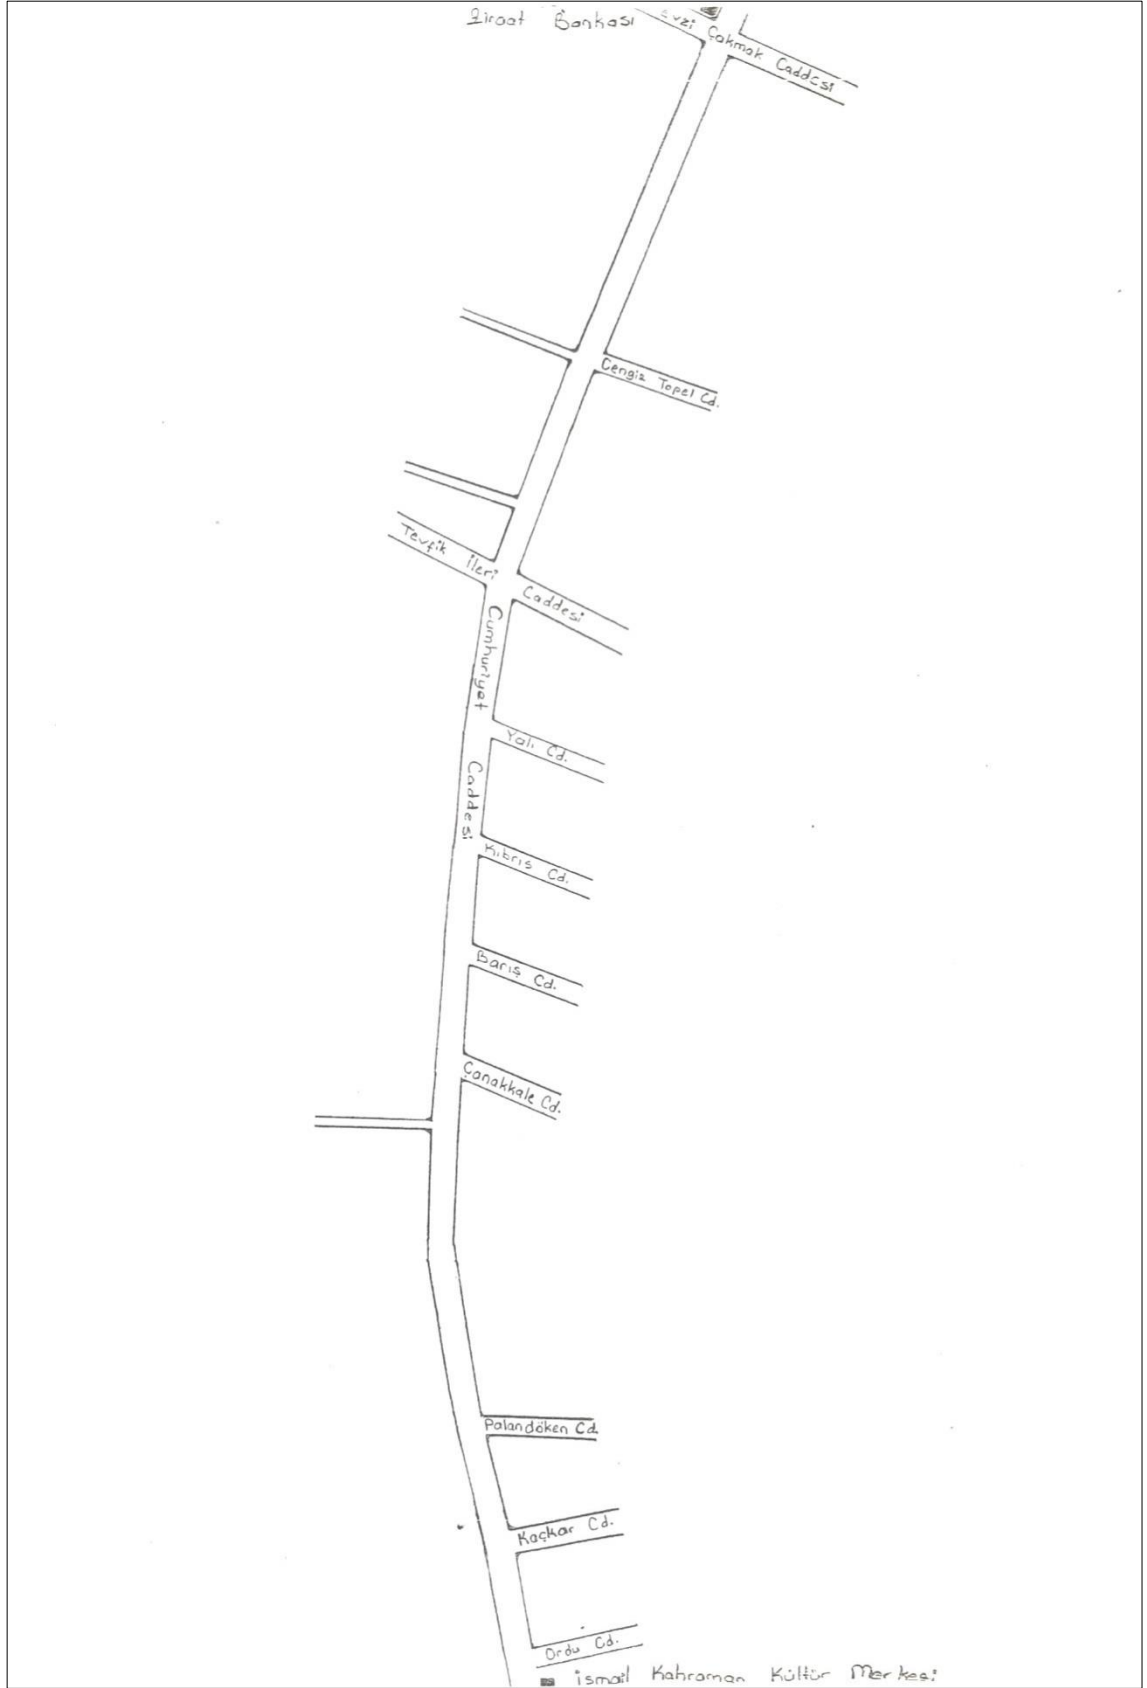 Ziraat Bankası
evzi Çakmak Caddesi
Cengiz Topel Cd.
Tevfik İleri Caddesi
Cumhuriyet Caddesi
Yalı Cd.
Kıbrıs Cd.
Barış Cd.
Çanakkale Cd.
Palandöken Cd.
Kaçkar Cd.
Ordu Cd.
İsmail Kahraman Kültür Merkezi